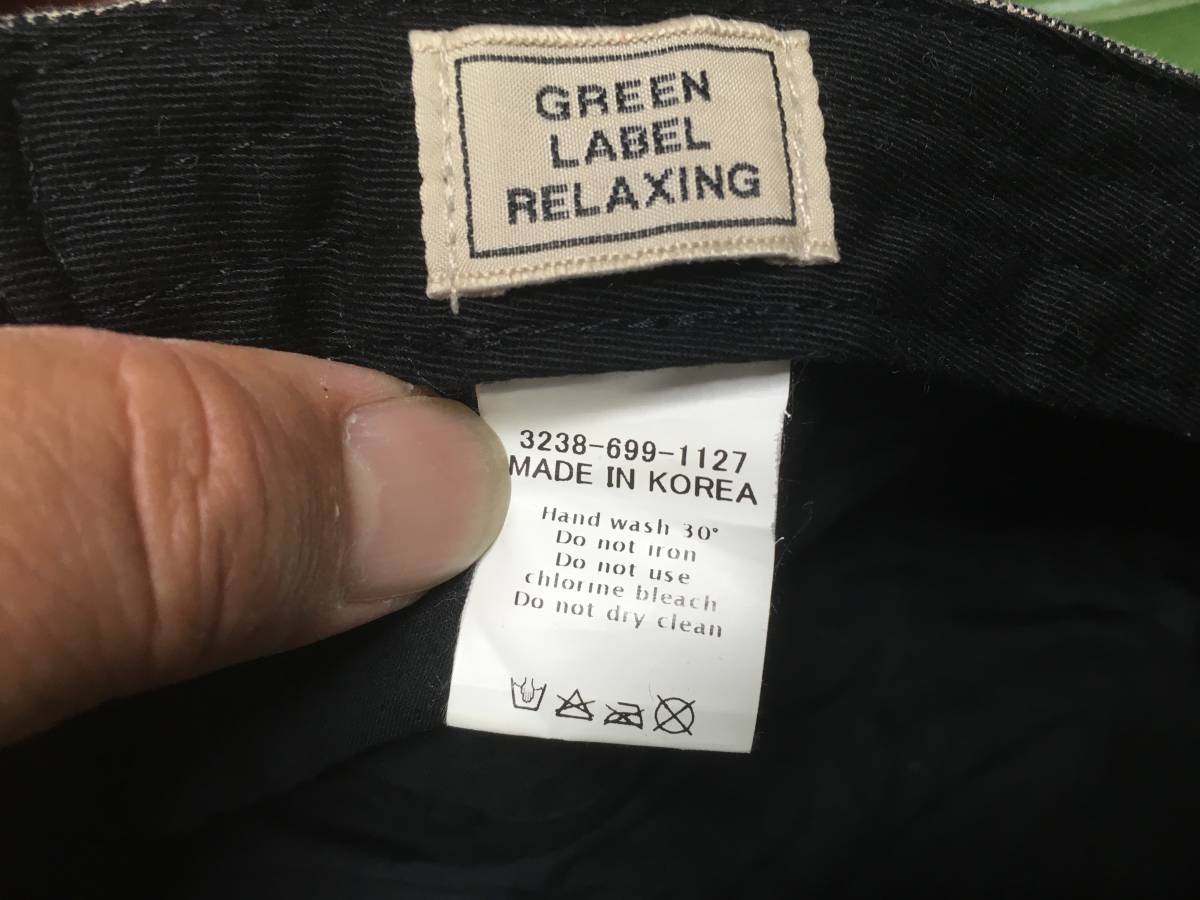 GREEN
LABEL
RELAXING
3238-699-1127
MADE IN KOREA
Hand wash 30°
Do not iron
Do not use
chlorine bleach
Do not dry clean